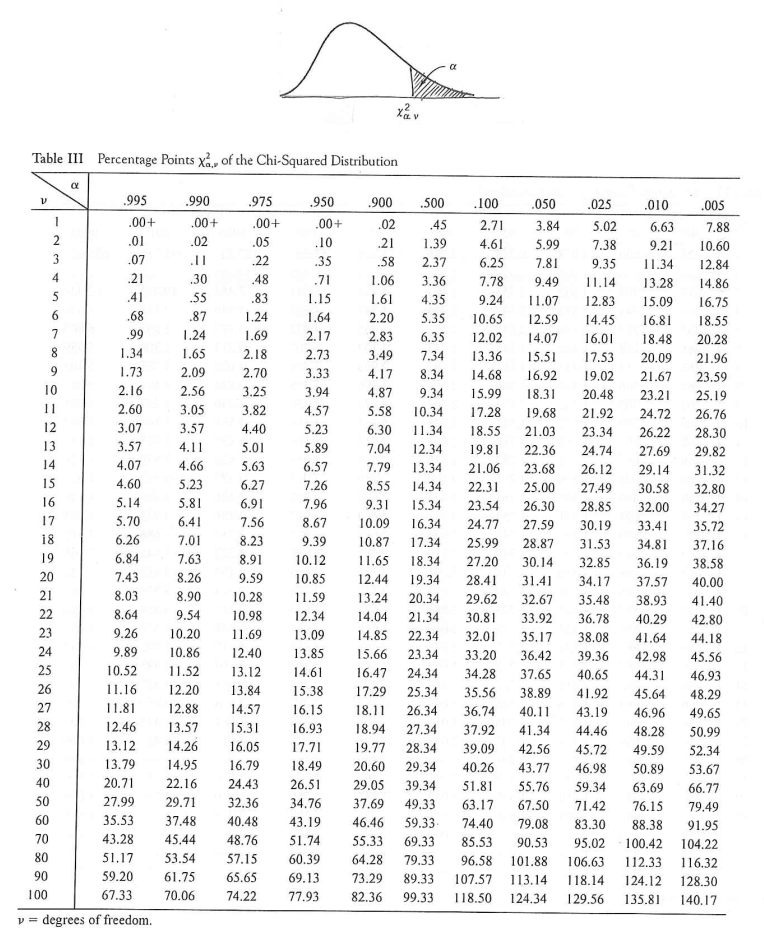 α
χ²α,ν
Table III Percentage Points χ²α,ν of the Chi-Squared Distribution
α
ν .995 .990 .975 .950 .900 .500 .100 .050 .025 .010 .005
1 .00+ .00+ .00+ .00+ .02 .45 2.71 3.84 5.02 6.63 7.88
2 .01 .02 .05 .10 .21 1.39 4.61 5.99 7.38 9.21 10.60
3 .07 .11 .22 .35 .58 2.37 6.25 7.81 9.35 11.34 12.84
4 .21 .30 .48 .71 1.06 3.36 7.78 9.49 11.14 13.28 14.86
5 .41 .55 .83 1.15 1.61 4.35 9.24 11.07 12.83 15.09 16.75
6 .68 .87 1.24 1.64 2.20 5.35 10.65 12.59 14.45 16.81 18.55
7 .99 1.24 1.69 2.17 2.83 6.35 12.02 14.07 16.01 18.48 20.28
8 1.34 1.65 2.18 2.73 3.49 7.34 13.36 15.51 17.53 20.09 21.96
9 1.73 2.09 2.70 3.33 4.17 8.34 14.68 16.92 19.02 21.67 23.59
10 2.16 2.56 3.25 3.94 4.87 9.34 15.99 18.31 20.48 23.21 25.19
11 2.60 3.05 3.82 4.57 5.58 10.34 17.28 19.68 21.92 24.72 26.76
12 3.07 3.57 4.40 5.23 6.30 11.34 18.55 21.03 23.34 26.22 28.30
13 3.57 4.11 5.01 5.89 7.04 12.34 19.81 22.36 24.74 27.69 29.82
14 4.07 4.66 5.63 6.57 7.79 13.34 21.06 23.68 26.12 29.14 31.32
15 4.60 5.23 6.27 7.26 8.55 14.34 22.31 25.00 27.49 30.58 32.80
16 5.14 5.81 6.91 7.96 9.31 15.34 23.54 26.30 28.85 32.00 34.27
17 5.70 6.41 7.56 8.67 10.09 16.34 24.77 27.59 30.19 33.41 35.72
18 6.26 7.01 8.23 9.39 10.87 17.34 25.99 28.87 31.53 34.81 37.16
19 6.84 7.63 8.91 10.12 11.65 18.34 27.20 30.14 32.85 36.19 38.58
20 7.43 8.26 9.59 10.85 12.44 19.34 28.41 31.41 34.17 37.57 40.00
21 8.03 8.90 10.28 11.59 13.24 20.34 29.62 32.67 35.48 38.93 41.40
22 8.64 9.54 10.98 12.34 14.04 21.34 30.81 33.92 36.78 40.29 42.80
23 9.26 10.20 11.69 13.09 14.85 22.34 32.01 35.17 38.08 41.64 44.18
24 9.89 10.86 12.40 13.85 15.66 23.34 33.20 36.42 39.36 42.98 45.56
25 10.52 11.52 13.12 14.61 16.47 24.34 34.28 37.65 40.65 44.31 46.93
26 11.16 12.20 13.84 15.38 17.29 25.34 35.56 38.89 41.92 45.64 48.29
27 11.81 12.88 14.57 16.15 18.11 26.34 36.74 40.11 43.19 46.96 49.65
28 12.46 13.57 15.31 16.93 18.94 27.34 37.92 41.34 44.46 48.28 50.99
29 13.12 14.26 16.05 17.71 19.77 28.34 39.09 42.56 45.72 49.59 52.34
30 13.79 14.95 16.79 18.49 20.60 29.34 40.26 43.77 46.98 50.89 53.67
40 20.71 22.16 24.43 26.51 29.05 39.34 51.81 55.76 59.34 63.69 66.77
50 27.99 29.71 32.36 34.76 37.69 49.33 63.17 67.50 71.42 76.15 79.49
60 35.53 37.48 40.48 43.19 46.46 59.33 74.40 79.08 83.30 88.38 91.95
70 43.28 45.44 48.76 51.74 55.33 69.33 85.53 90.53 95.02 100.42 104.22
80 51.17 53.54 57.15 60.39 64.28 79.33 96.58 101.88 106.63 112.33 116.32
90 59.20 61.75 65.65 69.13 73.29 89.33 107.57 113.14 118.14 124.12 128.30
100 67.33 70.06 74.22 77.93 82.36 99.33 118.50 124.34 129.56 135.81 140.17
ν = degrees of freedom.